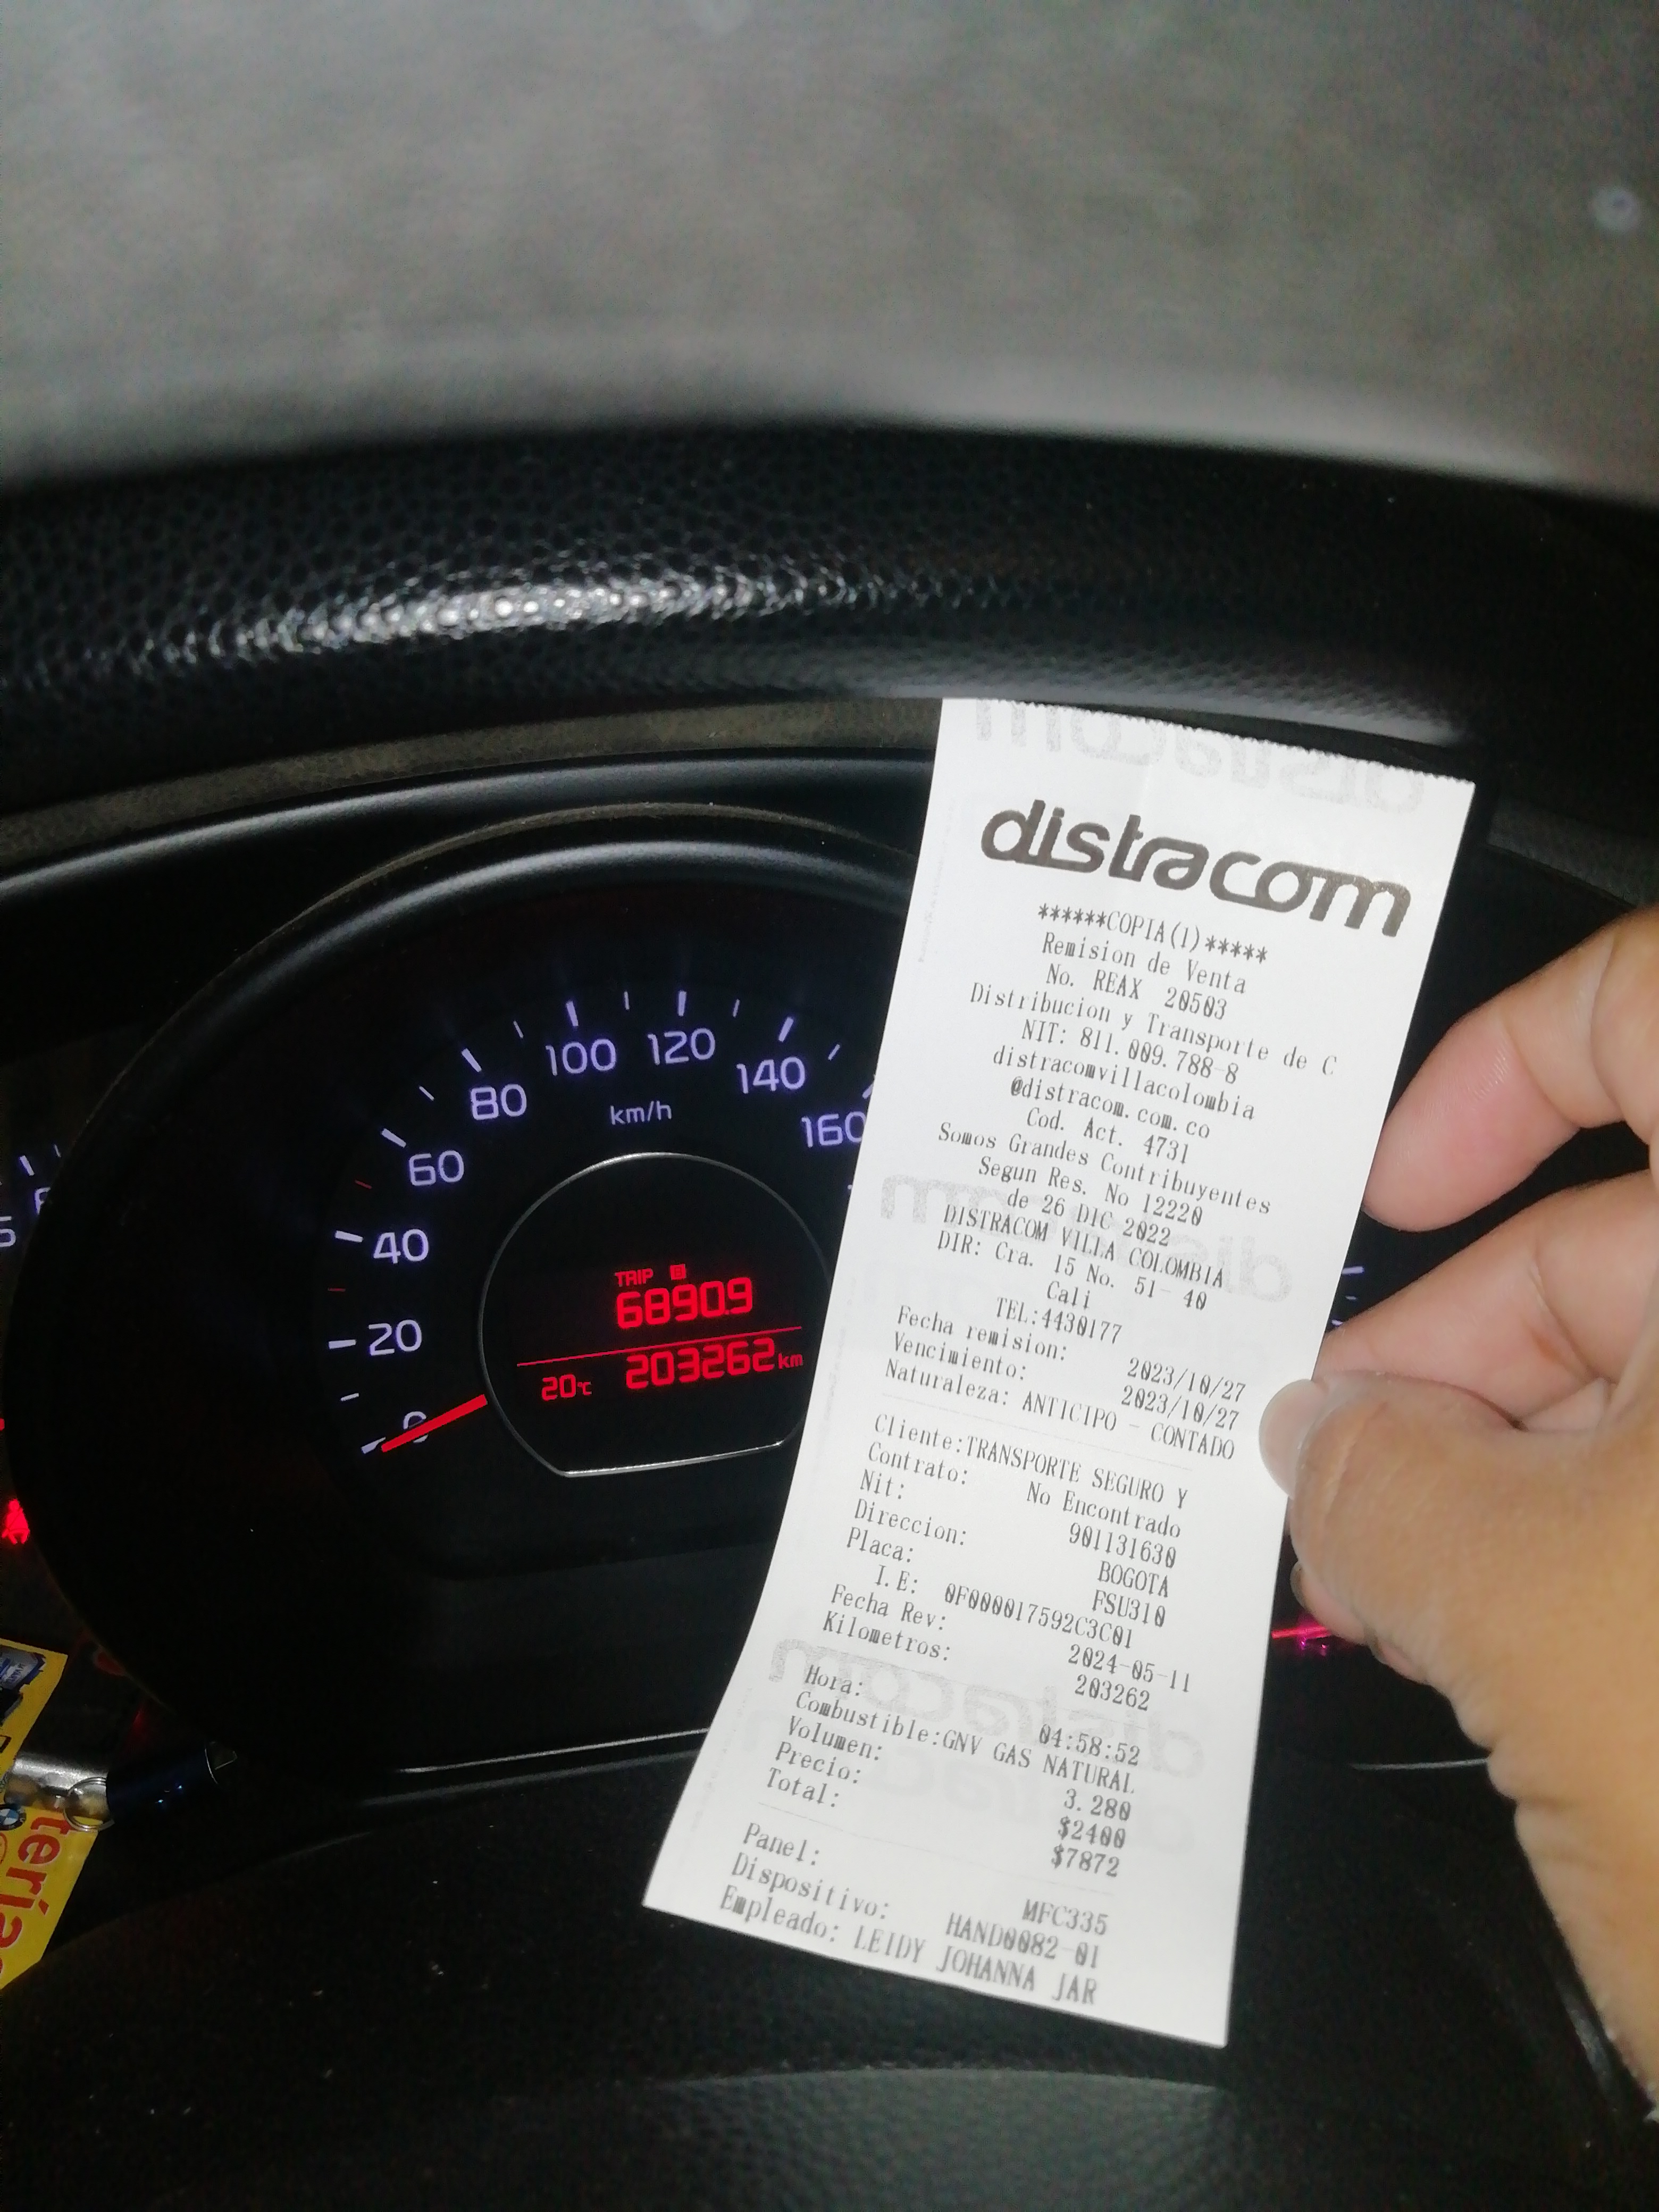 distracom
******COPIA(1)*****
Remision de Venta
No. REAX 20503
Distribucion y Transporte de C
NIT: 811.009.788-8
distracomvillacolombia
@distracom.com.co
Cod. Act. 4731
Somos Grandes Contribuyentes
Segun Res. No 12220
de 26 DIC 2022
DISTRACOM VILLA COLOMBIA
DIR: Cra. 15 No. 51- 40
Cali
TEL:4430177
Fecha remision: 2023/10/27
Vencimiento: 2023/10/27
Naturaleza: ANTICIPO - CONTADO
Cliente:TRANSPORTE SEGURO Y
Contrato: No Encontrado
Nit: 901131630
Direccion: BOGOTA
Placa: FSU310
I.E: 0F000017592C3C01
Fecha Rev: 2024-05-11
Kilometros: 203262
Hora: 04:58:52
Combustible:GNV GAS NATURAL
Volumen: 3.280
Precio: $2400
Total: $7872
Panel: MFC335
Dispositivo: HAND0082-01
Empleado: LEIDY JOHANNA JAR
0
20
40
60
80
100
120
140
160
km/h
TRIP B
6890.9
20℃ 203262 km